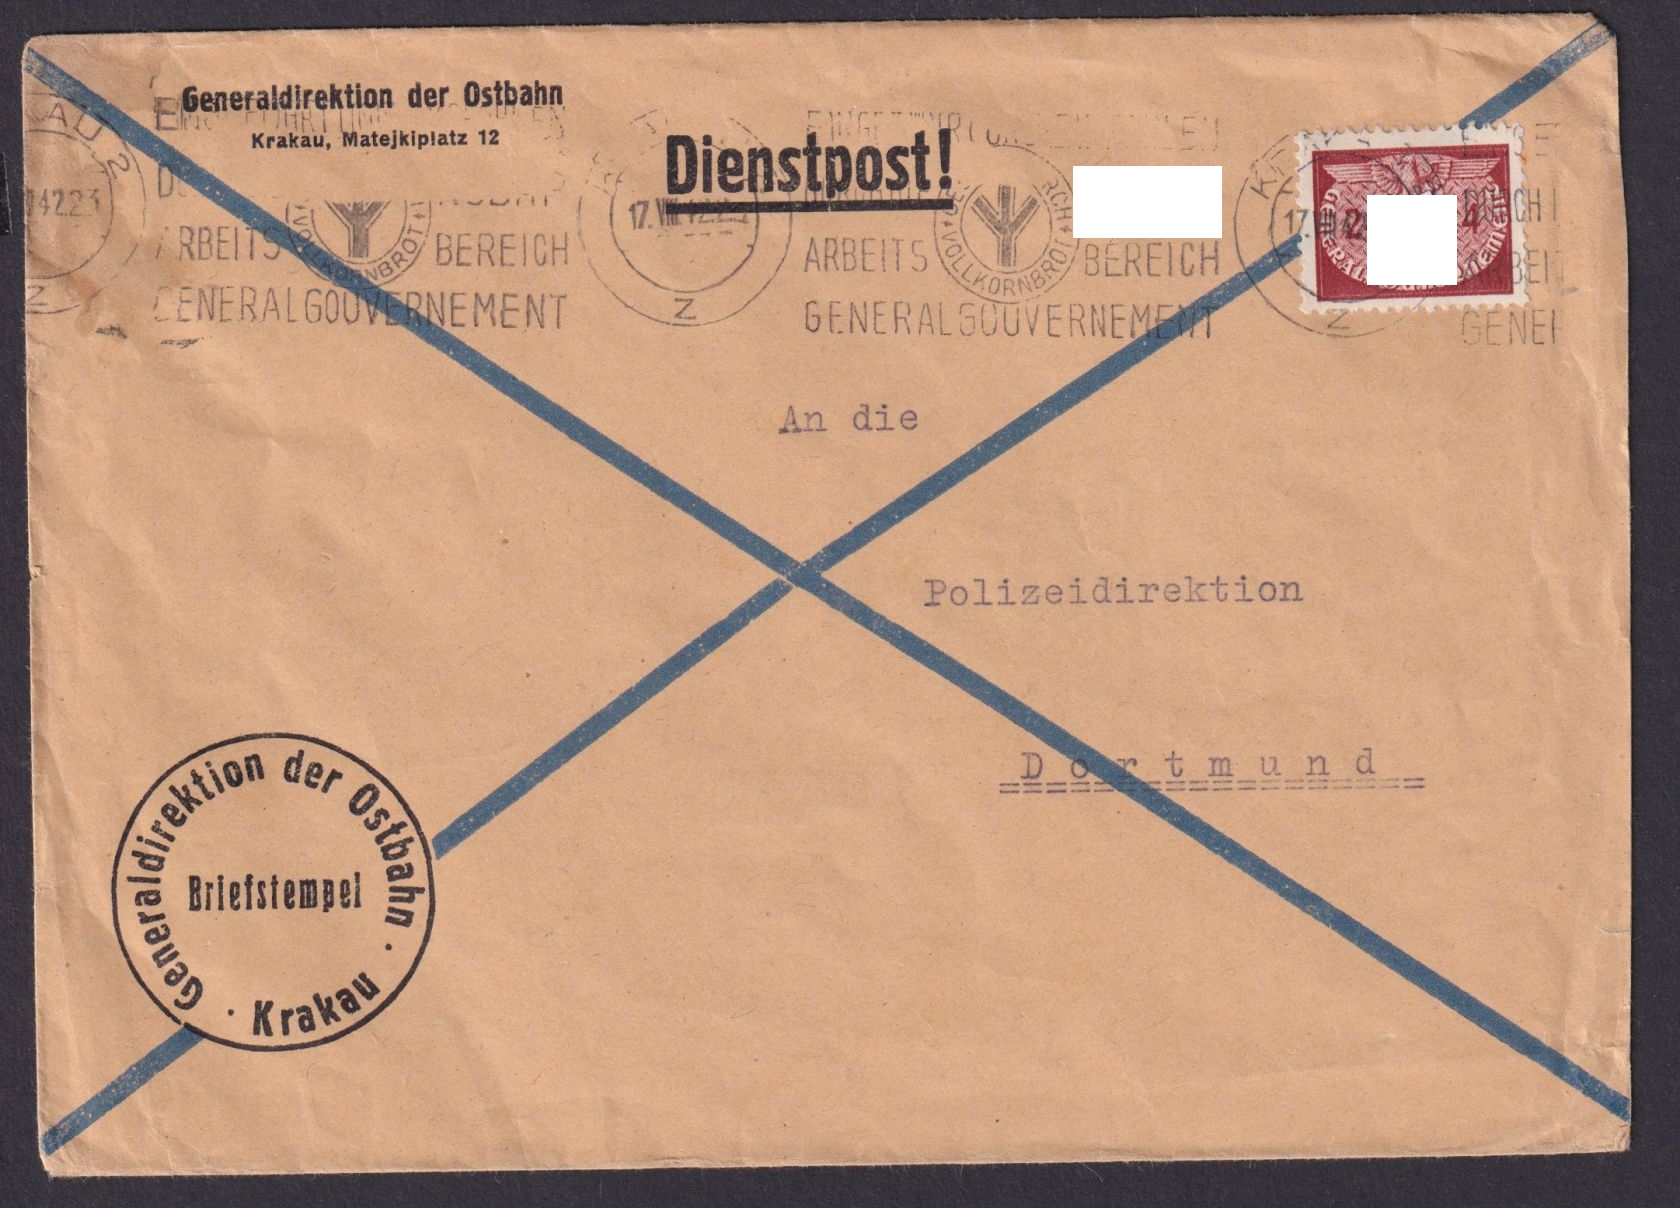 Generaldirektion der Ostbahn
Krakau, Matejkiplatz 12
Dienstpost!
ARBEITS BEREICH
GENERALGOUVERNEMENT
VOLLKORNBROT
Z
17.VIII.42
ARBEITS BEREICH
GENERALGOUVERNEMENT
VOLLKORNBROT
Z
An die
Polizeidirektion
Dortmund
Generaldirektion der Ostbahn
Briefstempel
Krakau